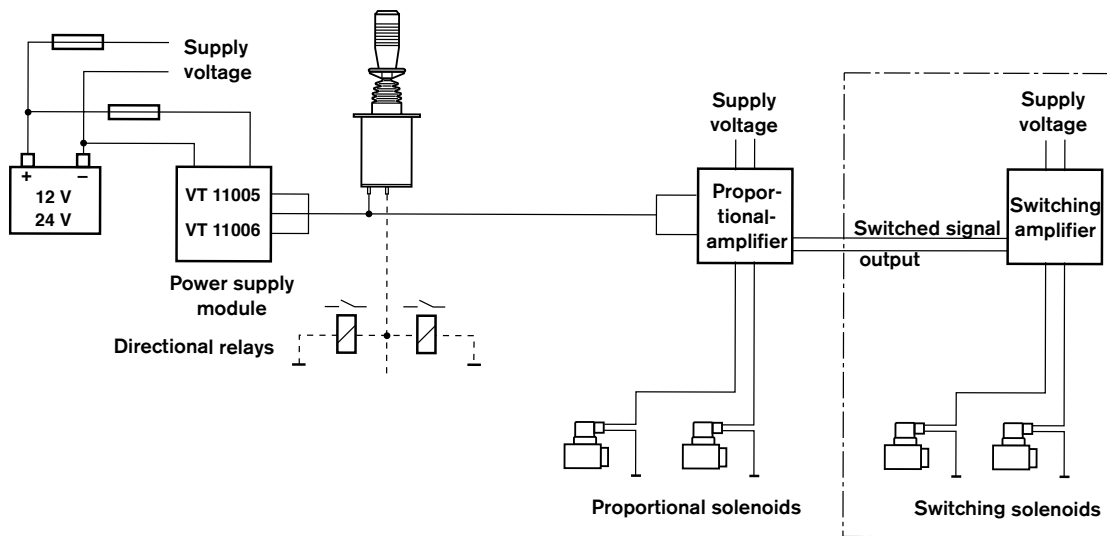 Supply
voltage
+ −
12 V
24 V
VT 11005
VT 11006
Power supply
module
Directional relays
Supply
voltage
Propor-
tional-
amplifier
Proportional solenoids
Supply
voltage
Switching
amplifier
Switched signal
output
Switching solenoids